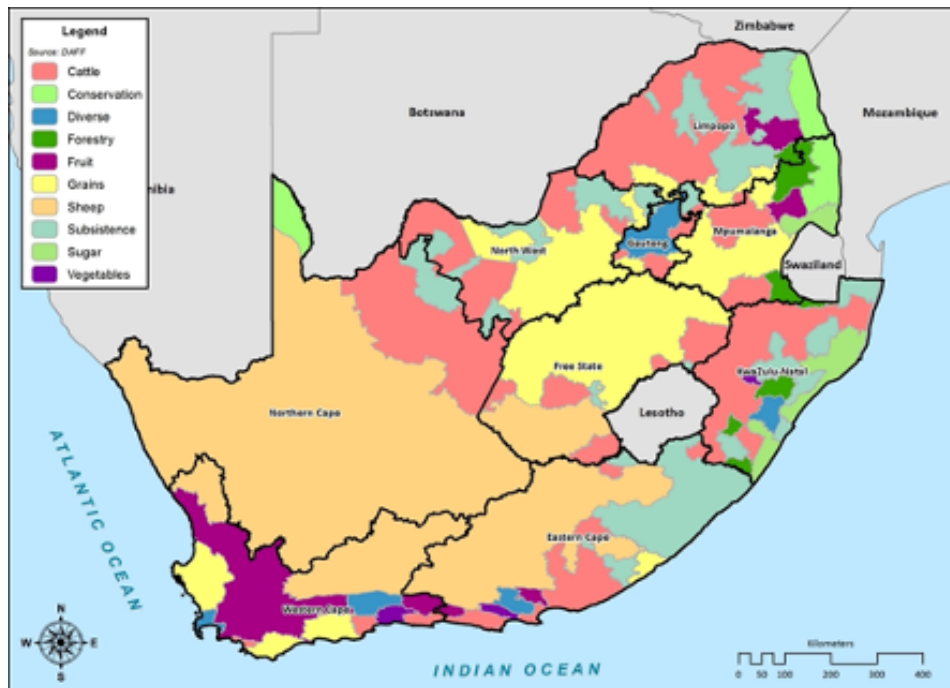 Legend
Source: DAFF
Cattle
Conservation
Diverse
Forestry
Fruit
Grains
Sheep
Subsistence
Sugar
Vegetables
Zimbabwe
Botswana
Mozambique
Limpopo
North West
Gauteng
Mpumalanga
Swaziland
Free State
KwaZulu-Natal
Lesotho
Northern Cape
Eastern Cape
Western Cape
ATLANTIC OCEAN
INDIAN OCEAN
N
W E
S
Kilometers
0 50 100 200 300 400